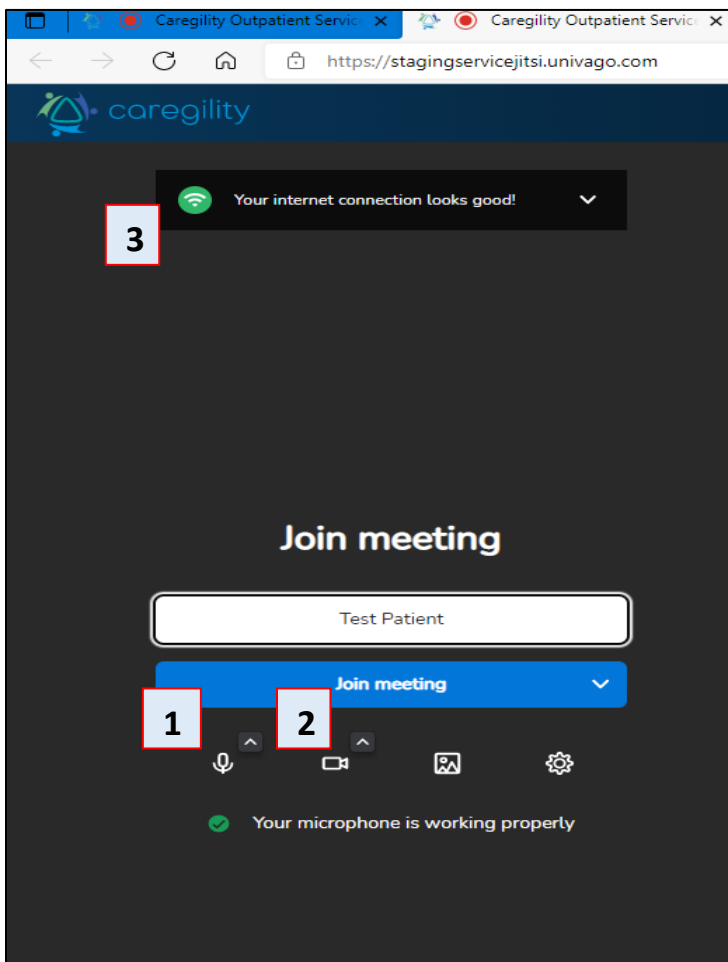 Caregility Outpatient Servic Caregility Outpatient Servic
https://stagingservicejitsi.univago.com
caregility
Your internet connection looks good!
3
Join meeting
Test Patient
Join meeting
1 2
Your microphone is working properly